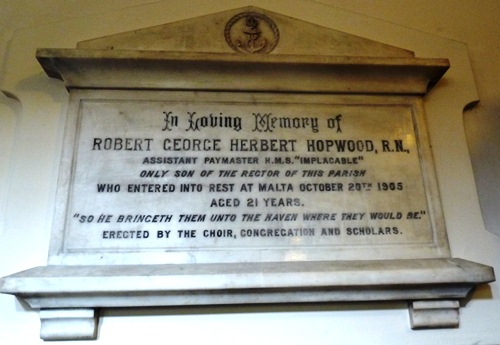 In Loving Memory of
ROBERT GEORGE HERBERT HOPWOOD, R.N.,
ASSISTANT PAYMASTER H.M.S. "IMPLACABLE"
ONLY SON OF THE RECTOR OF THIS PARISH
WHO ENTERED INTO REST AT MALTA OCTOBER 20TH 1905
AGED 21 YEARS.
"SO HE BRINGETH THEM UNTO THE HAVEN WHERE THEY WOULD BE."
ERECTED BY THE CHOIR, CONGREGATION AND SCHOLARS.